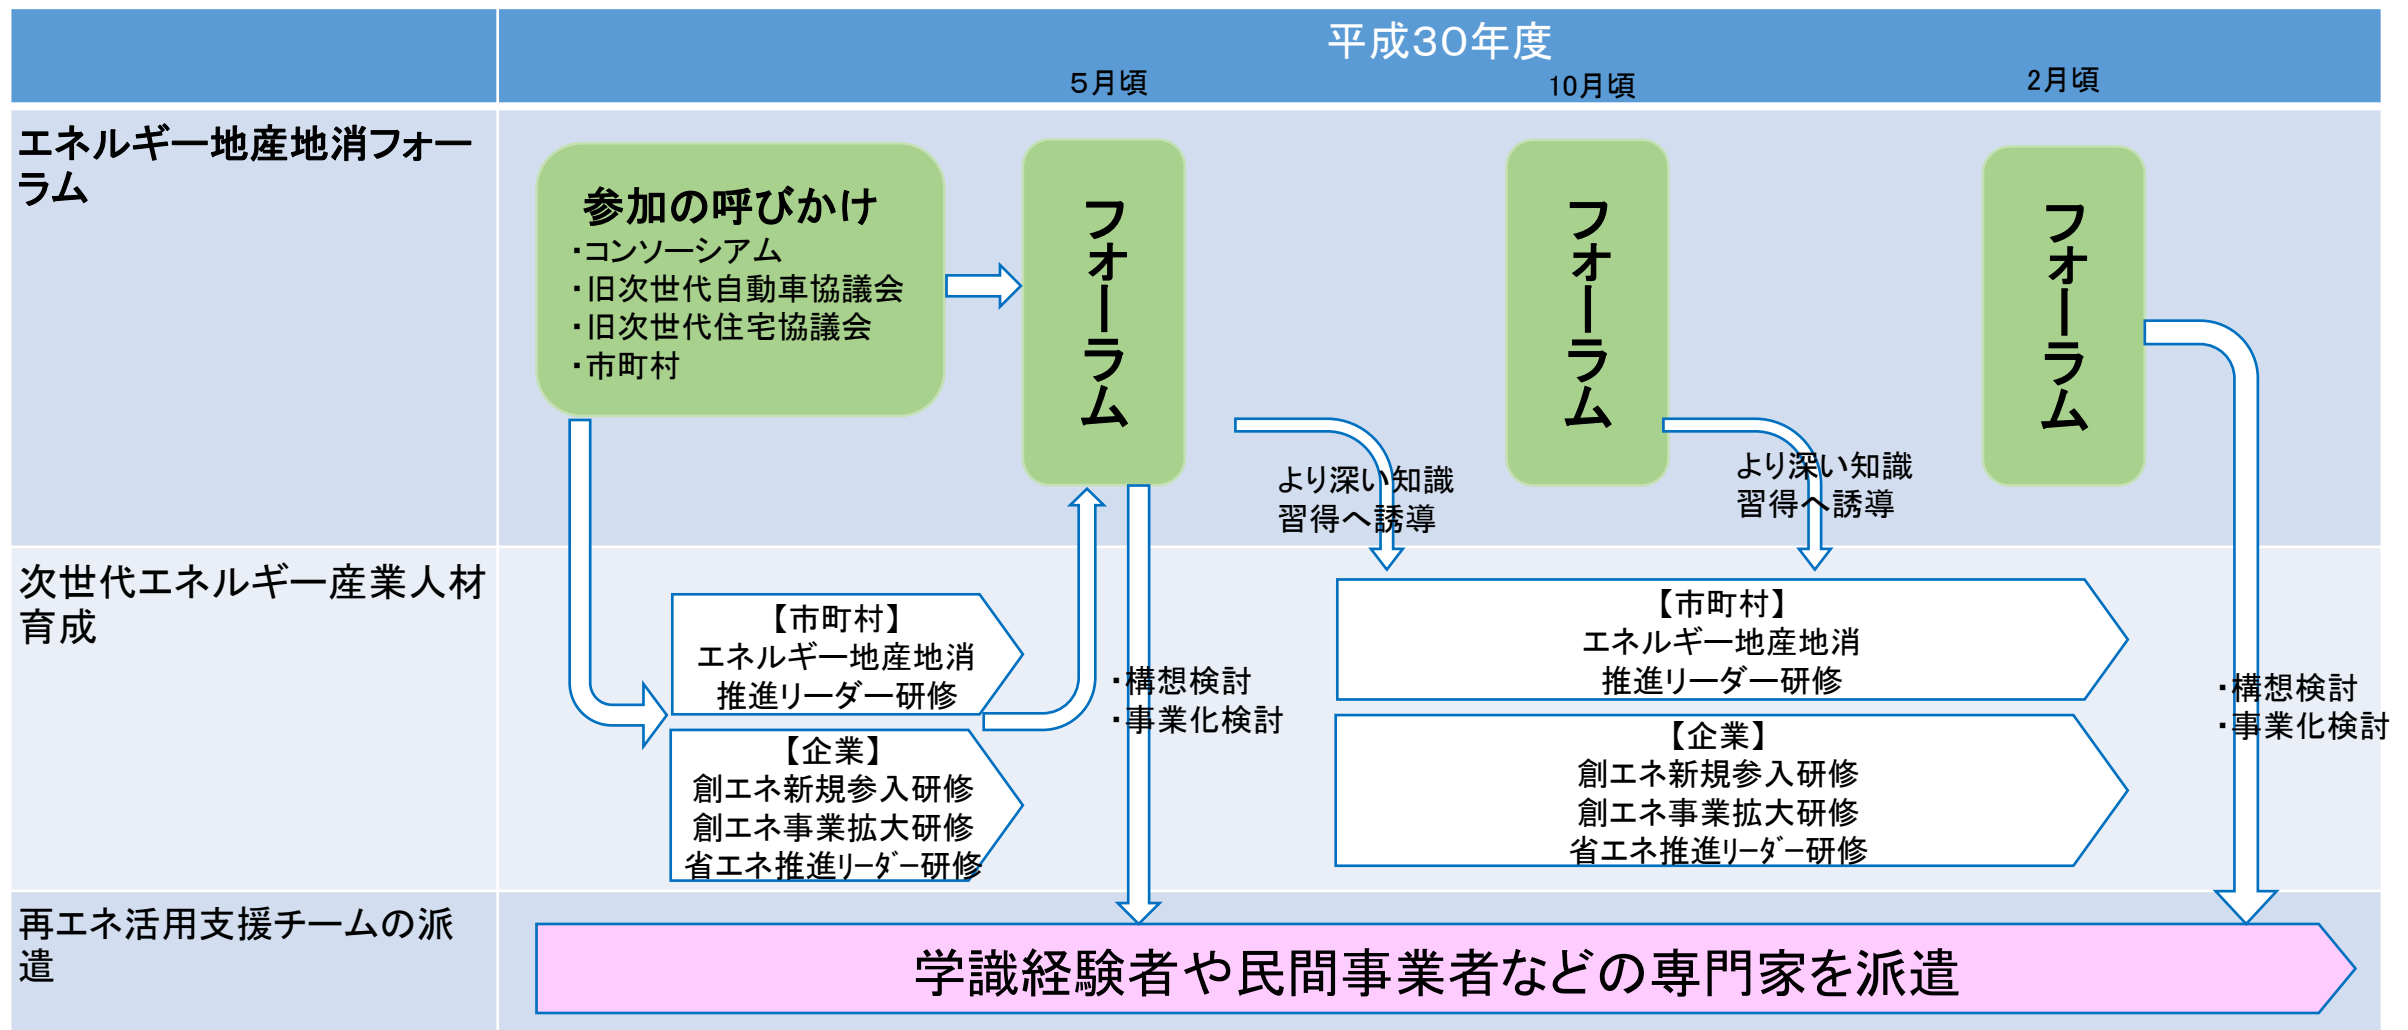 平成30年度
5月頃
10月頃
2月頃
エネルギー地産地消フォー
ラム
参加の呼びかけ
・コンソーシアム
・旧次世代自動車協議会
・旧次世代住宅協議会
・市町村
フォーラム
フォーラム
フォーラム
より深い知識
習得へ誘導
より深い知識
習得へ誘導
次世代エネルギー産業人材
育成
【市町村】
エネルギー地産地消
推進リーダー研修
【企業】
創エネ新規参入研修
創エネ事業拡大研修
省エネ推進ﾘｰﾀﾞｰ研修
・構想検討
・事業化検討
【市町村】
エネルギー地産地消
推進リーダー研修
【企業】
創エネ新規参入研修
創エネ事業拡大研修
省エネ推進ﾘｰﾀﾞｰ研修
・構想検討
・事業化検討
再エネ活用支援チームの派
遣
学識経験者や民間事業者などの専門家を派遣